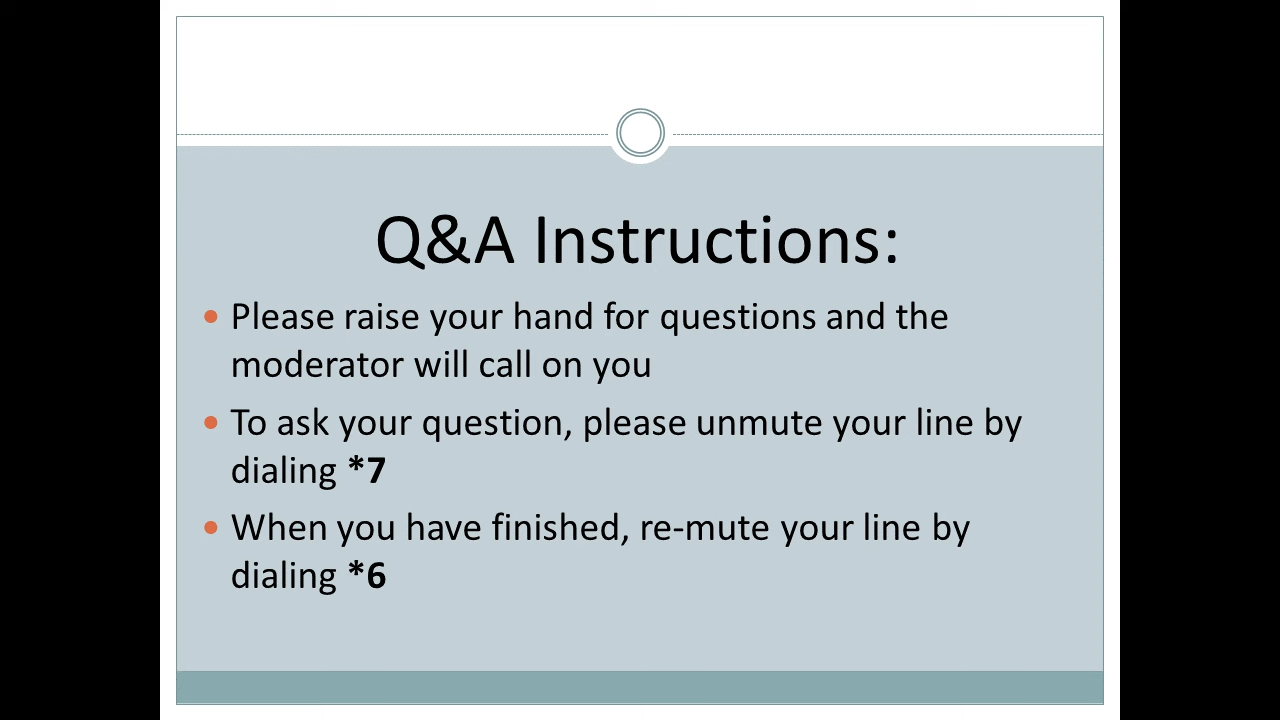 Q&A Instructions:
• Please raise your hand for questions and the
moderator will call on you
• To ask your question, please unmute your line by
dialing *7
• When you have finished, re-mute your line by
dialing *6